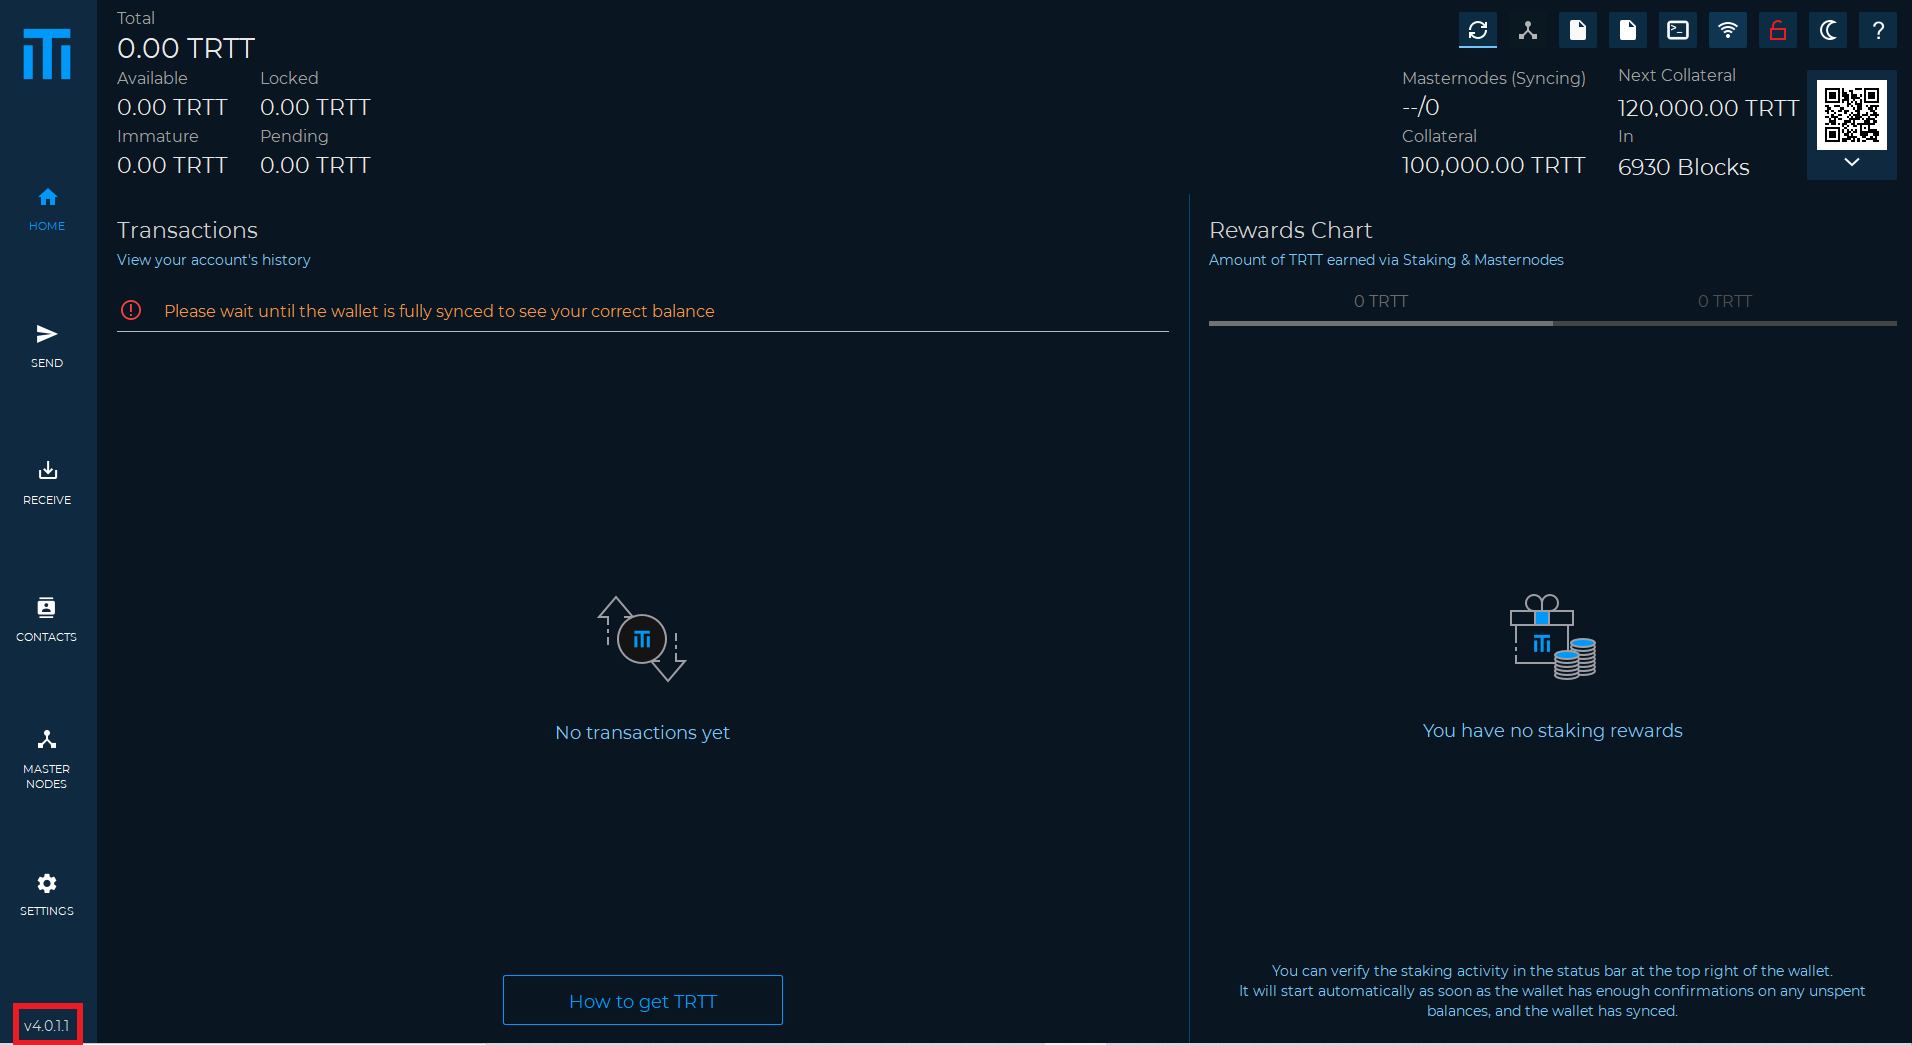 Total
0.00 TRTT
Available Locked
0.00 TRTT 0.00 TRTT
Immature Pending
0.00 TRTT 0.00 TRTT
Masternodes (Syncing) Next Collateral
--/0 120,000.00 TRTT
Collateral In
100,000.00 TRTT 6930 Blocks
HOME
SEND
RECEIVE
CONTACTS
MASTER
NODES
SETTINGS
v4.0.1.1
Transactions
View your account's history
Please wait until the wallet is fully synced to see your correct balance
No transactions yet
How to get TRTT
Rewards Chart
Amount of TRTT earned via Staking & Masternodes
0 TRTT 0 TRTT
You have no staking rewards
You can verify the staking activity in the status bar at the top right of the wallet.
It will start automatically as soon as the wallet has enough confirmations on any unspent
balances, and the wallet has synced.